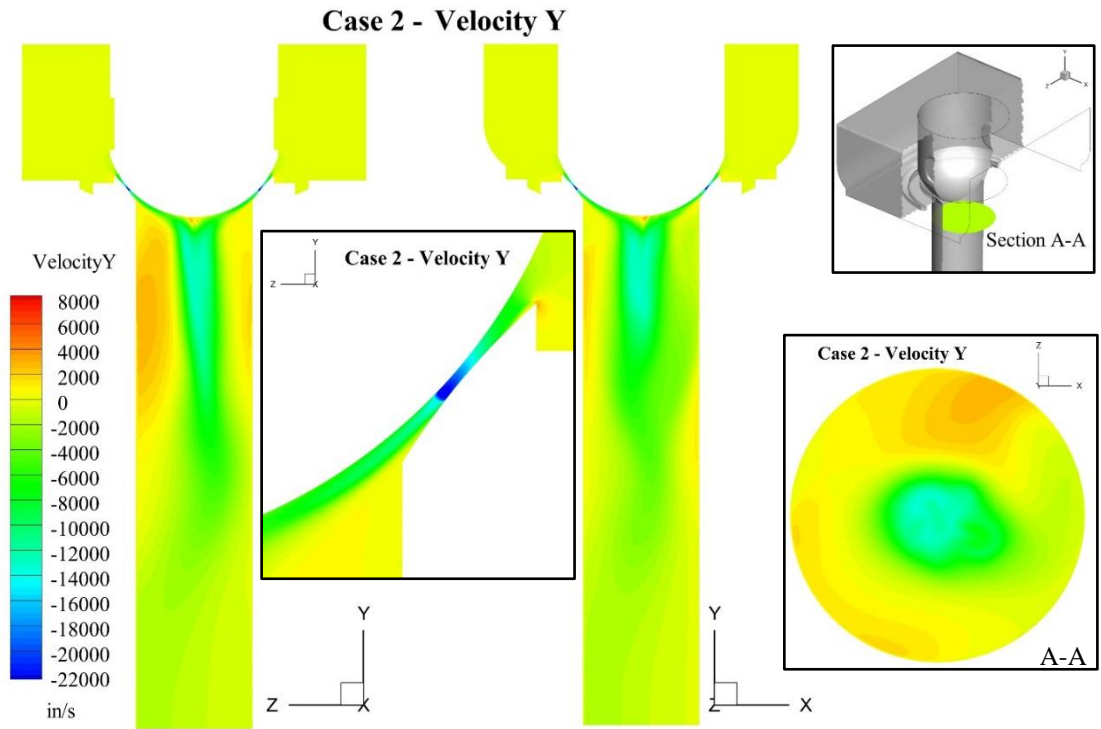 Case 2 - Velocity Y
Y
Z
X
Section A-A
VelocityY
8000
6000
4000
2000
0
-2000
-4000
-6000
-8000
-10000
-12000
-14000
-16000
-18000
-20000
-22000
in/s
Y
Case 2 - Velocity Y
Z
X
Case 2 - Velocity Y
Z
Y
X
A-A
Y
Z
X
Y
Z
X